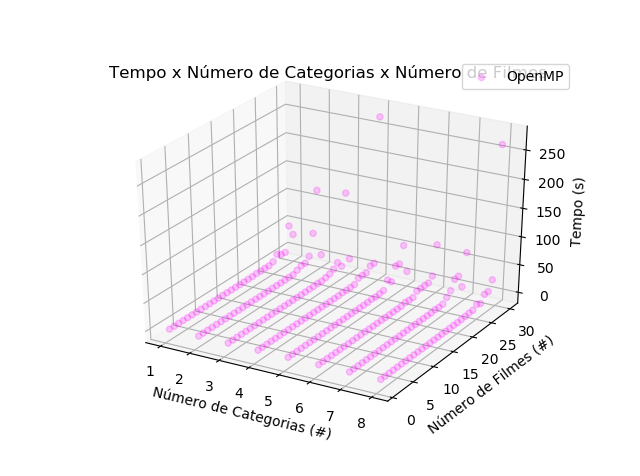 Tempo x Número de Categorias x Número de Filmes
OpenMP
250
200
150
100
50
0
Tempo (s)
1 2 3 4 5 6 7 8
Número de Categorias (#)
0 5 10 15 20 25 30
Número de Filmes (#)